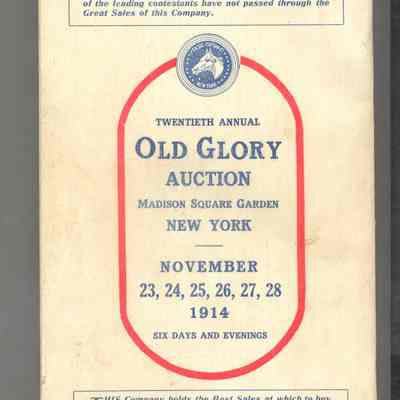 of the leading contestants have not passed through the
Great Sales of this Company.
TWENTIETH ANNUAL
OLD GLORY
AUCTION
MADISON SQUARE GARDEN
NEW YORK
NOVEMBER
23, 24, 25, 26, 27, 28
1914
SIX DAYS AND EVENINGS
THIS Company holds the Best Sales at which to buy